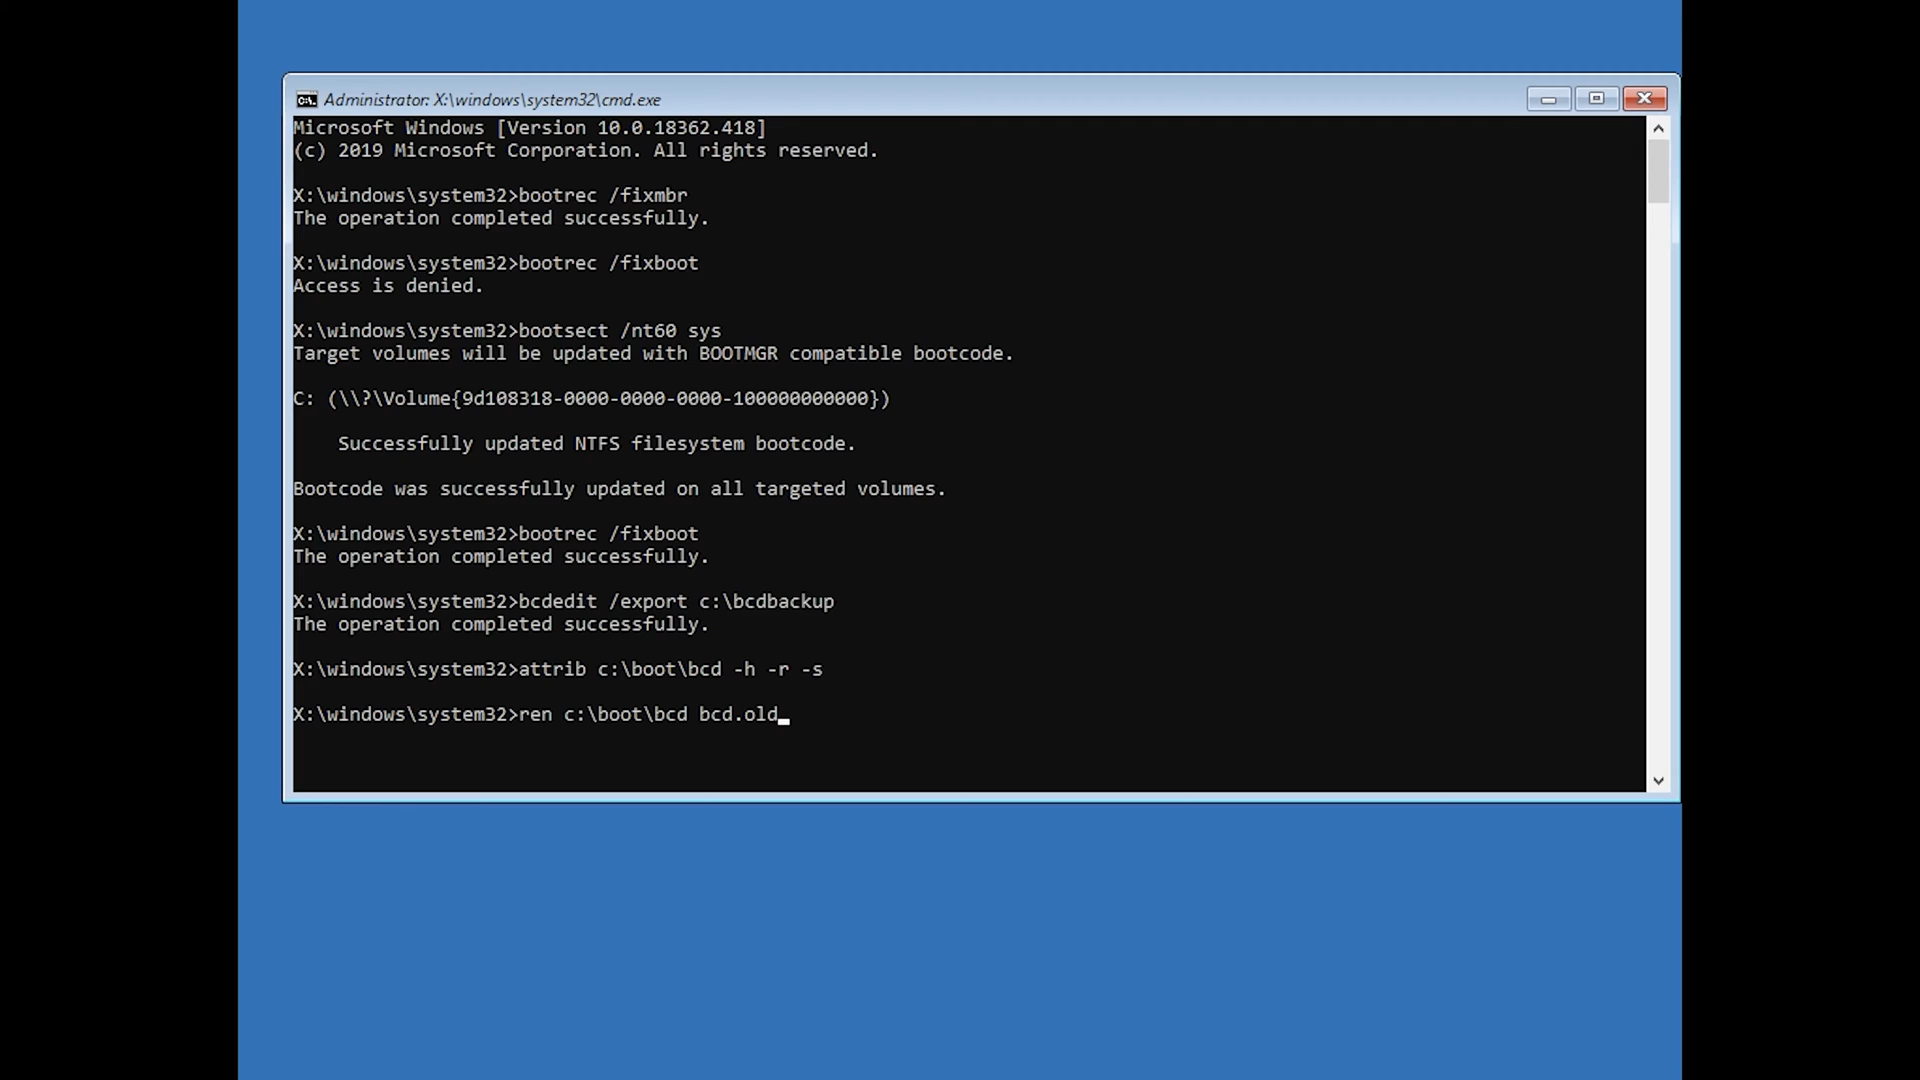 Administrator: X:\windows\system32\cmd.exe
Microsoft Windows [Version 10.0.18362.418]
(c) 2019 Microsoft Corporation. All rights reserved.
X:\windows\system32>bootrec /fixmbr
The operation completed successfully.
X:\windows\system32>bootrec /fixboot
Access is denied.
X:\windows\system32>bootsect /nt60 sys
Target volumes will be updated with BOOTMGR compatible bootcode.
C: (\\?\Volume{9d108318-0000-0000-0000-100000000000})
Successfully updated NTFS filesystem bootcode.
Bootcode was successfully updated on all targeted volumes.
X:\windows\system32>bootrec /fixboot
The operation completed successfully.
X:\windows\system32>bcdedit /export c:\bcdbackup
The operation completed successfully.
X:\windows\system32>attrib c:\boot\bcd -h -r -s
X:\windows\system32>ren c:\boot\bcd bcd.old